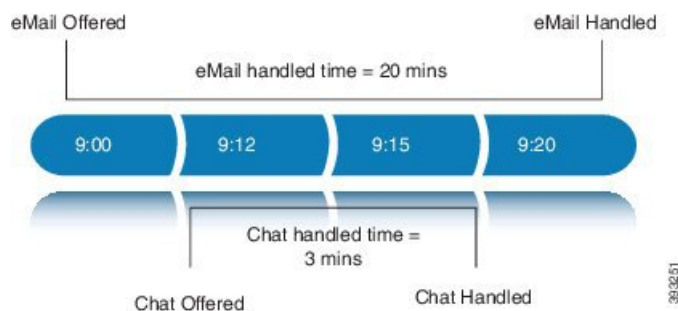 eMail Offered
eMail Handled
eMail handled time = 20 mins
9:00
9:12
9:15
9:20
Chat handled time =
3 mins
Chat Offered
Chat Handled
393251